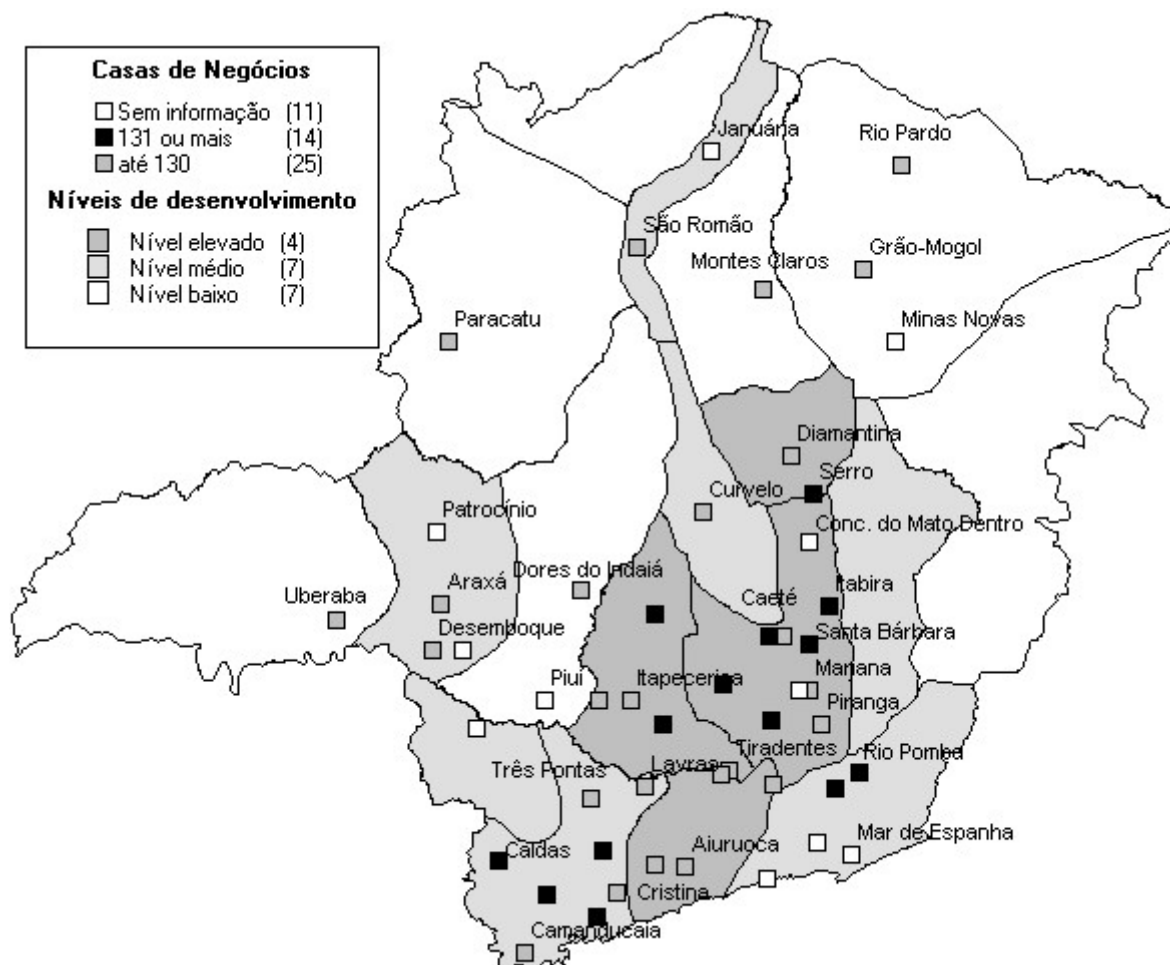 Casas de Negócios
Sem informação (11)
131 ou mais (14)
até 130 (25)
Níveis de desenvolvimento
Nível elevado (4)
Nível médio (7)
Nível baixo (7)
Januária
Rio Pardo
São Romão
Montes Claros
Grão-Mogol
Paracatu
Minas Novas
Diamantina
Serro
Curvelo
Patrocínio
Conc. do Mato Dentro
Dores do Indaiá
Araxá
Uberaba
Caeté
Itabira
Desemboque
Santa Bárbara
Piui
Itapecerica
Mariana
Piranga
Tiradentes
Rio Pomba
Lavras
Três Pontas
Mar de Espanha
Caldas
Aiuruoca
Cristina
Camanducaia